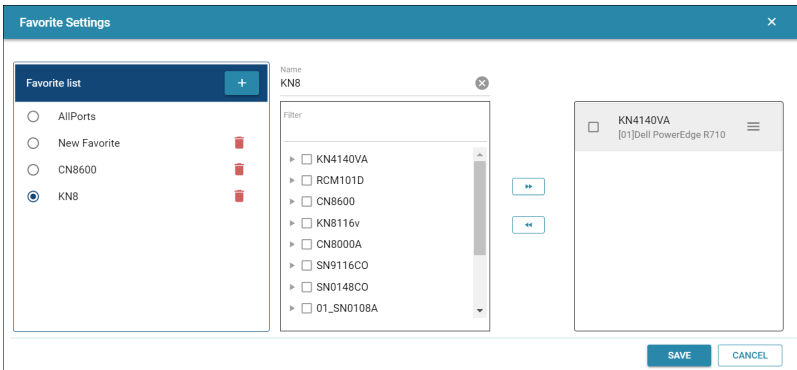 Favorite Settings
Favorite list
AllPorts
New Favorite
CN8600
KN8
Name
KN8
Filter
KN4140VA
RCM101D
CN8600
KN8116v
CN8000A
SN9116CO
SN0148CO
01_SN0108A
KN4140VA
[01]Dell PowerEdge R710
SAVE
CANCEL